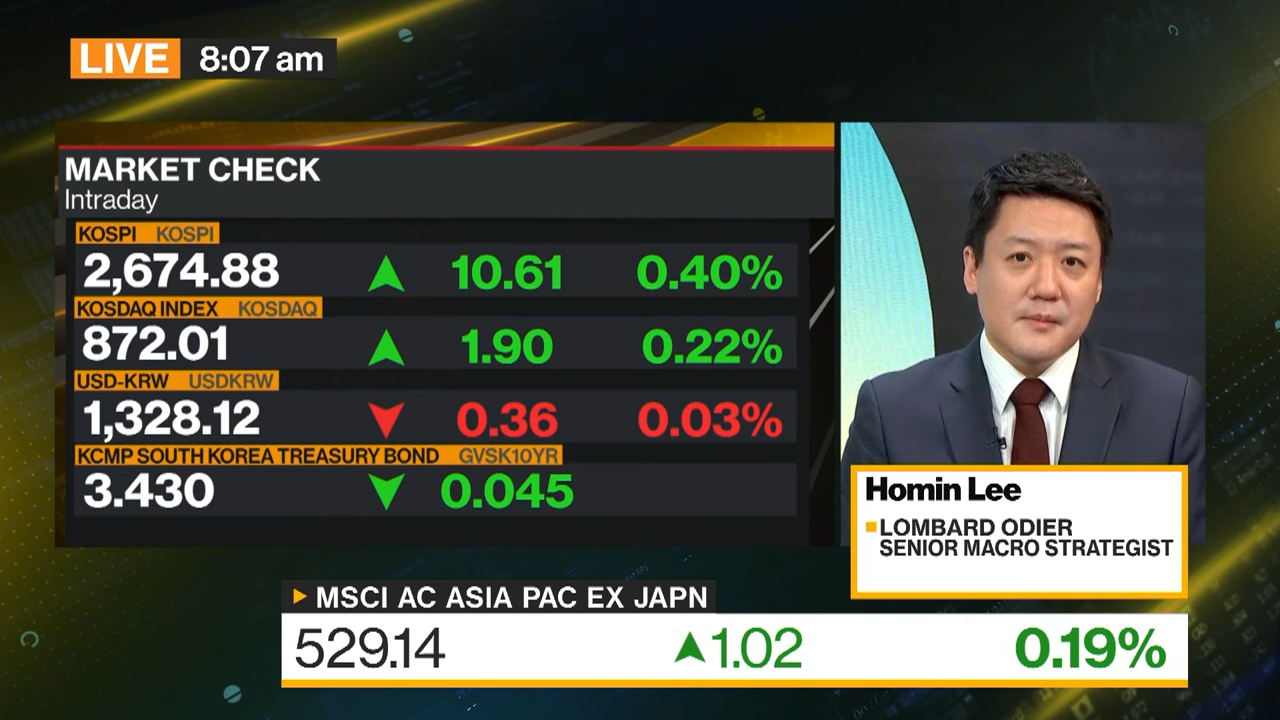 LIVE 8:07 am
MARKET CHECK
Intraday
KOSPI KOSPI
2,674.88 ▲ 10.61 0.40%
KOSDAQ INDEX KOSDAQ
872.01 ▲ 1.90 0.22%
USD-KRW USDKRW
1,328.12 ▼ 0.36 0.03%
KCMP SOUTH KOREA TREASURY BOND GVSK10YR
3.430 ▼ 0.045
Homin Lee
LOMBARD ODIER
SENIOR MACRO STRATEGIST
MSCI AC ASIA PAC EX JAPN
529.14 ▲1.02 0.19%